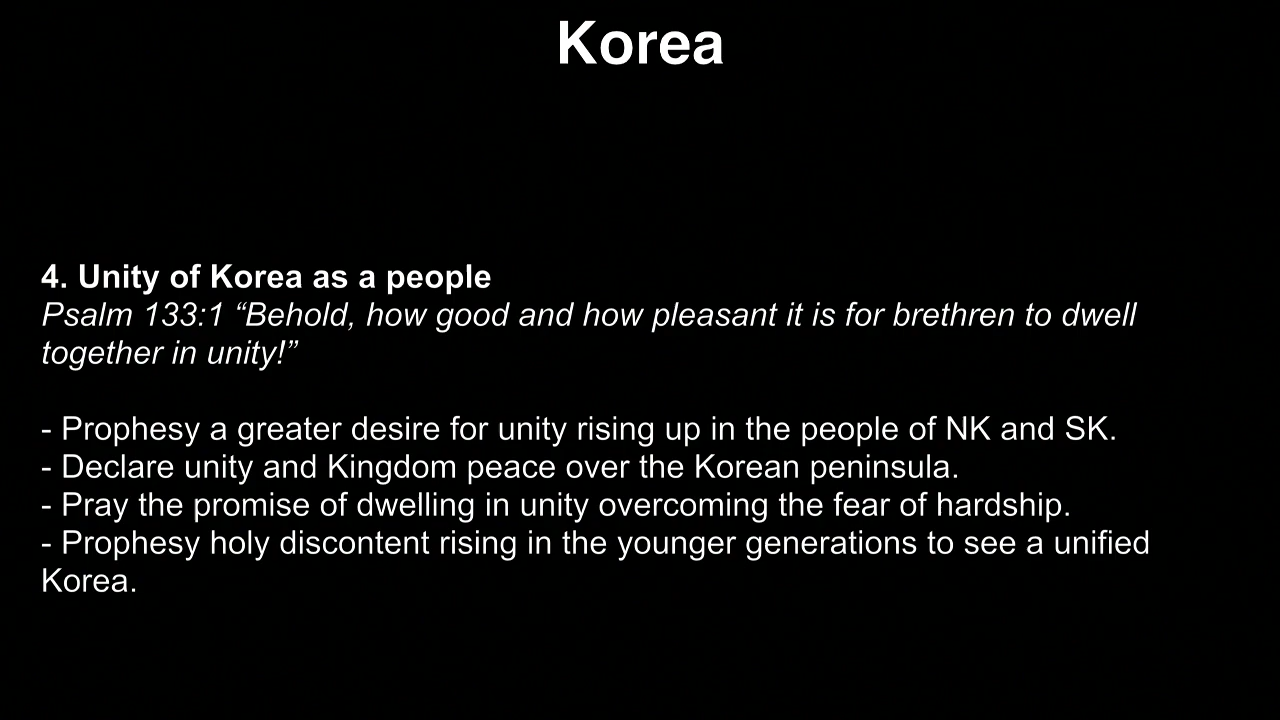 Korea
4. Unity of Korea as a people
Psalm 133:1 “Behold, how good and how pleasant it is for brethren to dwell
together in unity!”
- Prophesy a greater desire for unity rising up in the people of NK and SK.
- Declare unity and Kingdom peace over the Korean peninsula.
- Pray the promise of dwelling in unity overcoming the fear of hardship.
- Prophesy holy discontent rising in the younger generations to see a unified
Korea.